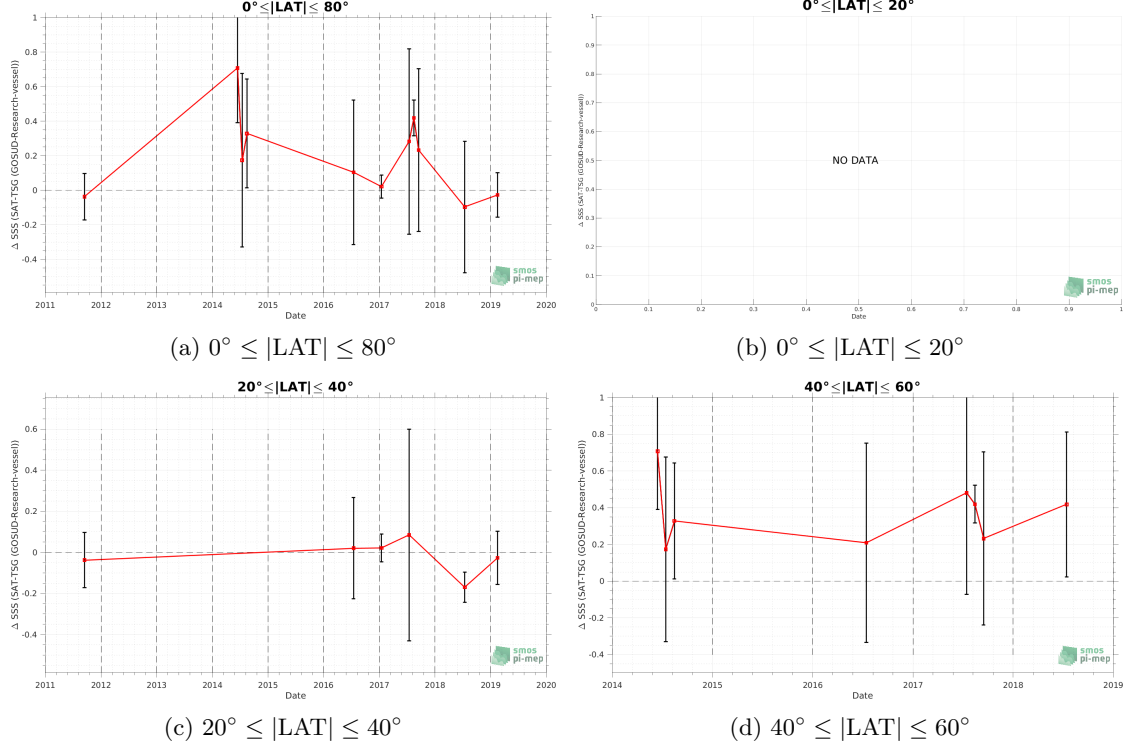 0°≤|LAT|≤ 80°
Δ SSS (SAT-TSG (GOSUD-Research-vessel))
1
0.8
0.6
0.4
0.2
0
-0.2
-0.4
2011 2012 2013 2014 2015 2016 2017 2018 2019 2020
Date
smos
pi-mep
(a) 0° ≤ |LAT| ≤ 80°
0°≤|LAT|≤ 20°
Δ SSS (SAT-TSG (GOSUD-Research-vessel))
1
0.9
0.8
0.7
0.6
0.5
0.4
0.3
0.2
0.1
0
NO DATA
0 0.1 0.2 0.3 0.4 0.5 0.6 0.7 0.8 0.9 1
Date
smos
pi-mep
(b) 0° ≤ |LAT| ≤ 20°
20°≤|LAT|≤ 40°
Δ SSS (SAT-TSG (GOSUD-Research-vessel))
0.6
0.4
0.2
0
-0.2
-0.4
2011 2012 2013 2014 2015 2016 2017 2018 2019 2020
Date
smos
pi-mep
(c) 20° ≤ |LAT| ≤ 40°
40°≤|LAT|≤ 60°
Δ SSS (SAT-TSG (GOSUD-Research-vessel))
1
0.8
0.6
0.4
0.2
0
-0.2
-0.4
2014 2015 2016 2017 2018 2019
Date
smos
pi-mep
(d) 40° ≤ |LAT| ≤ 60°